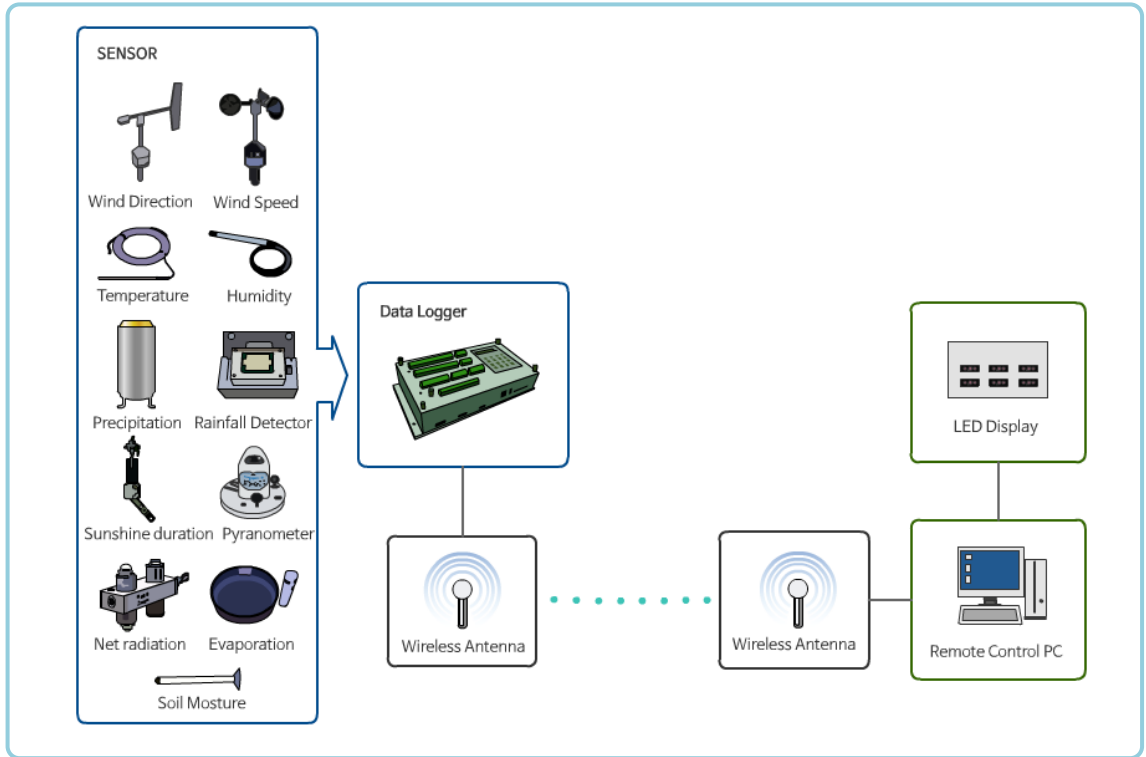 SENSOR
Wind Direction
Wind Speed
Temperature
Humidity
Precipitation
Rainfall Detector
Sunshine duration
Pyranometer
Net radiation
Evaporation
Soil Mosture
Data Logger
Wireless Antenna
Wireless Antenna
LED Display
Remote Control PC